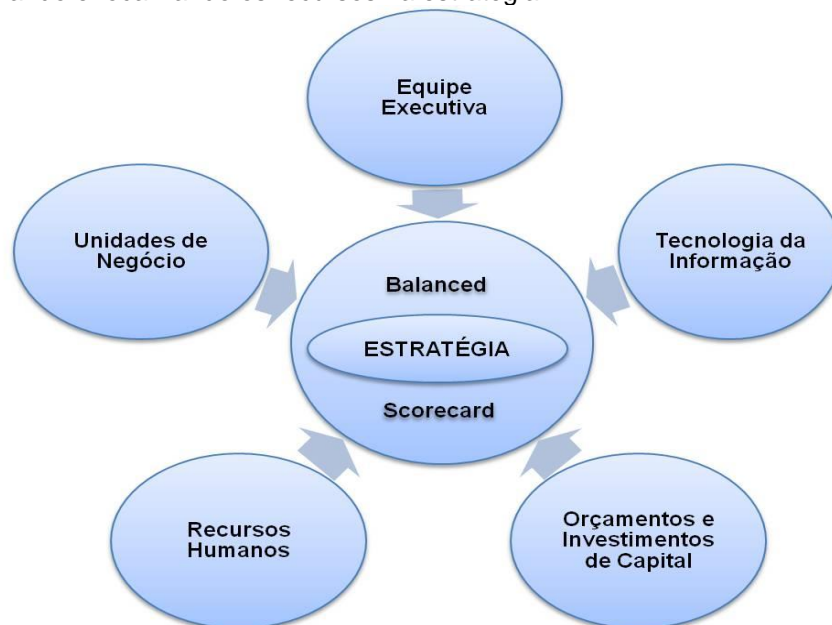 Equipe
Executiva
Unidades de
Negócio
Tecnologia da
Informação
Balanced
ESTRATÉGIA
Scorecard
Recursos
Humanos
Orçamentos e
Investimentos
de Capital